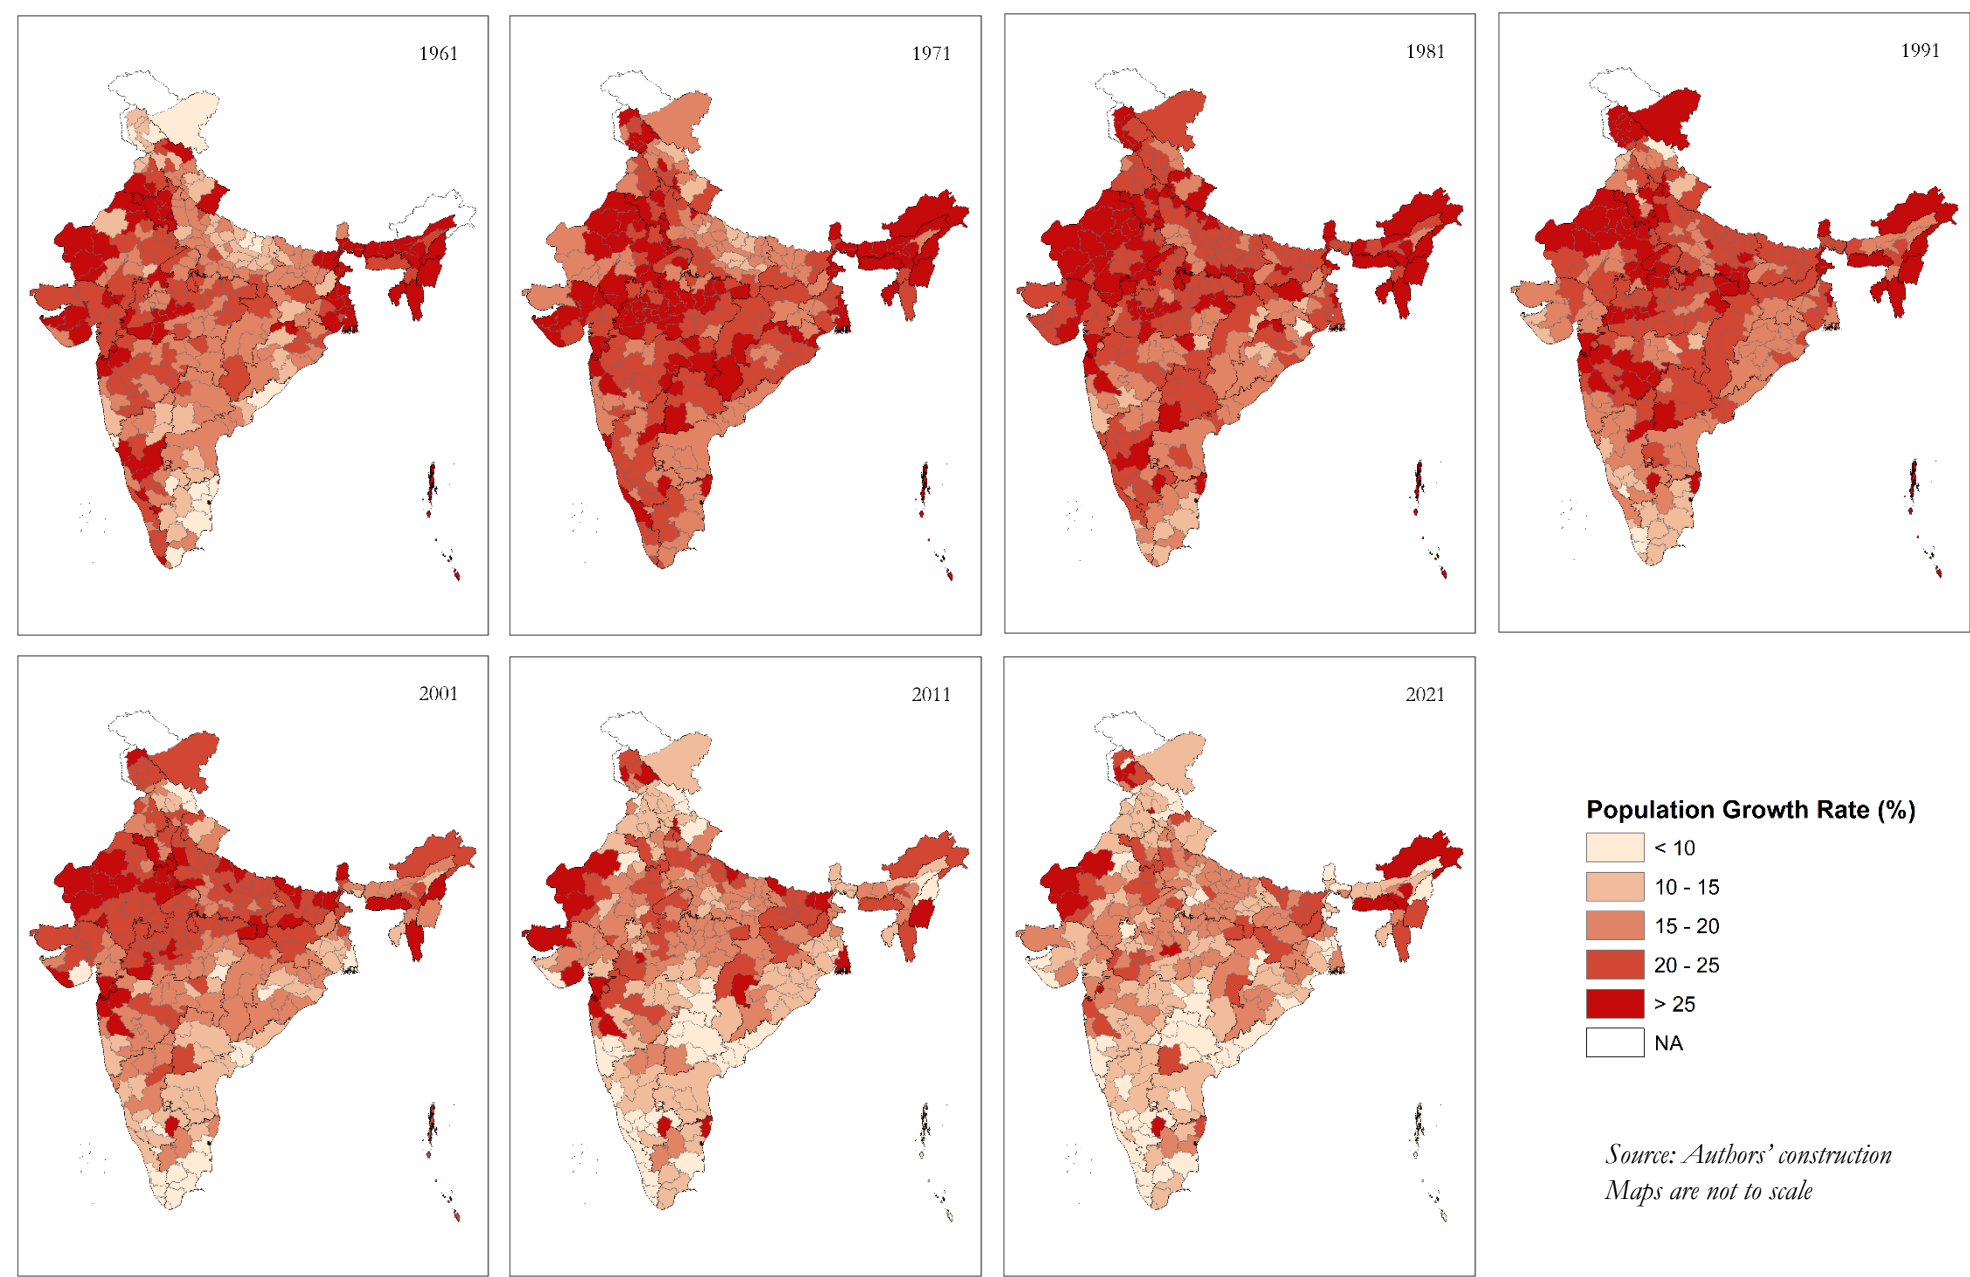 1961
1971
1981
1991
2001
2011
2021
Population Growth Rate (%)
< 10
10 - 15
15 - 20
20 - 25
> 25
NA
Source: Authors' construction
Maps are not to scale